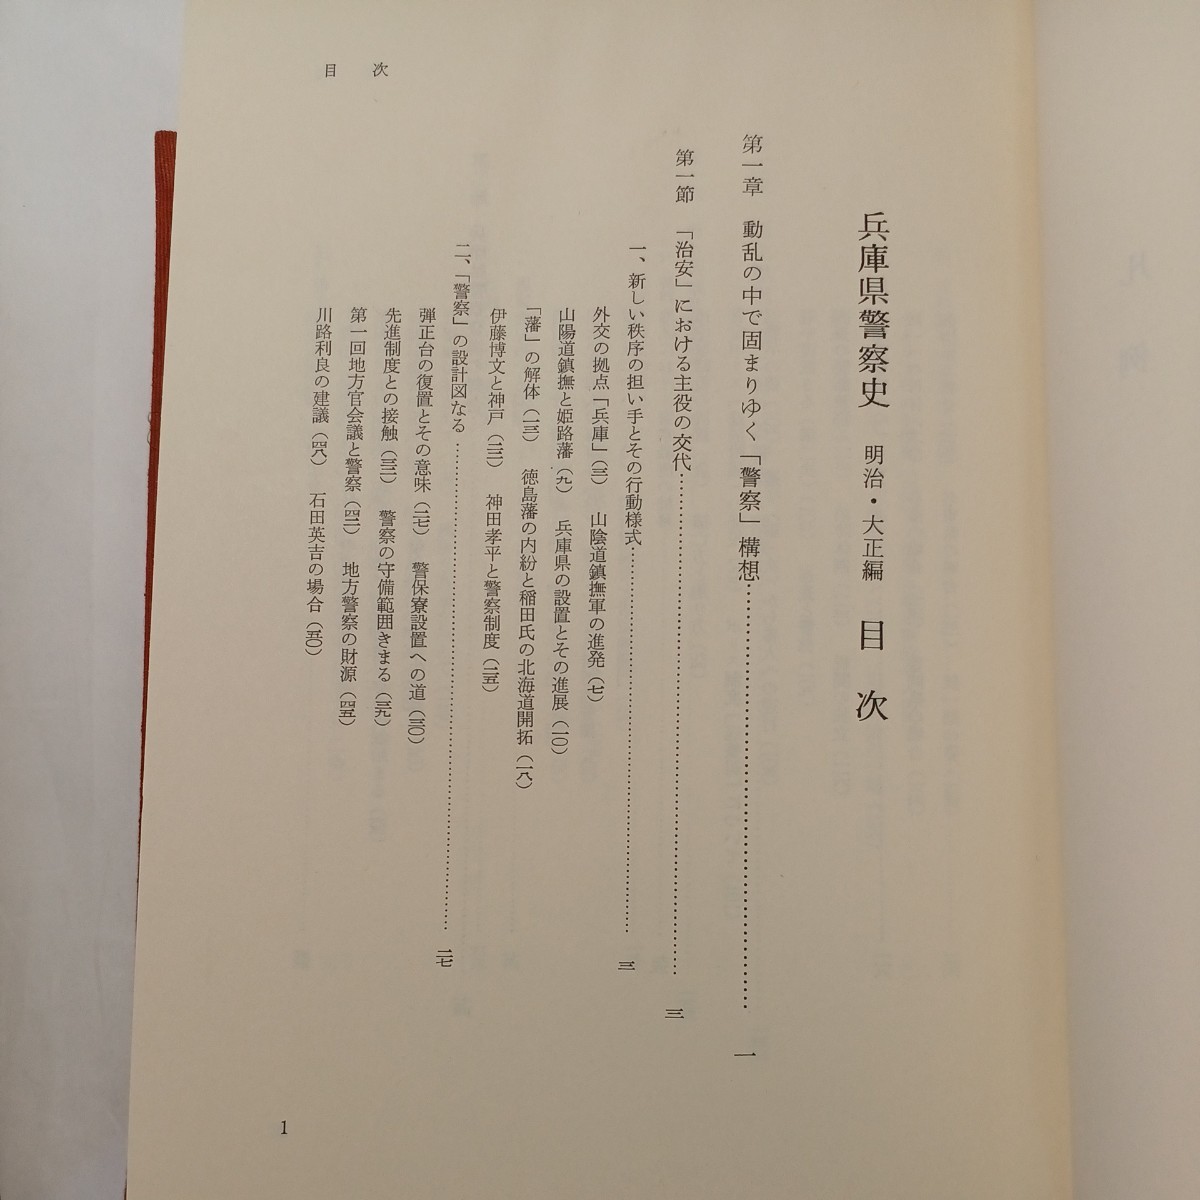 目次
兵庫県警察史 明治・大正編 目次
第一章 動乱の中で固まりゆく「警察」構想……………………一
第一節 「治安」における主役の交代……………………三
一、新しい秩序の担い手とその行動様式……………………三
外交の拠点「兵庫」(三) 山陰道鎮撫軍の進発(七)
山陽道鎮撫と姫路藩(九) 兵庫県の設置とその進展(一〇)
「藩」の解体(一三) 徳島藩の内紛と稲田氏の北海道開拓(一八)
伊藤博文と神戸(二三) 神田孝平と警察制度(二五)
二、「警察」の設計図なる……………………二七
弾正台の復置とその意味(二七) 警保寮設置への道(三〇)
先進制度との接触(三三) 警察の守備範囲きまる(三九)
第一回地方官会議と警察(四二) 地方警察の財源(四五)
川路利良の建議(四八) 石田英吉の場合(五〇)
1